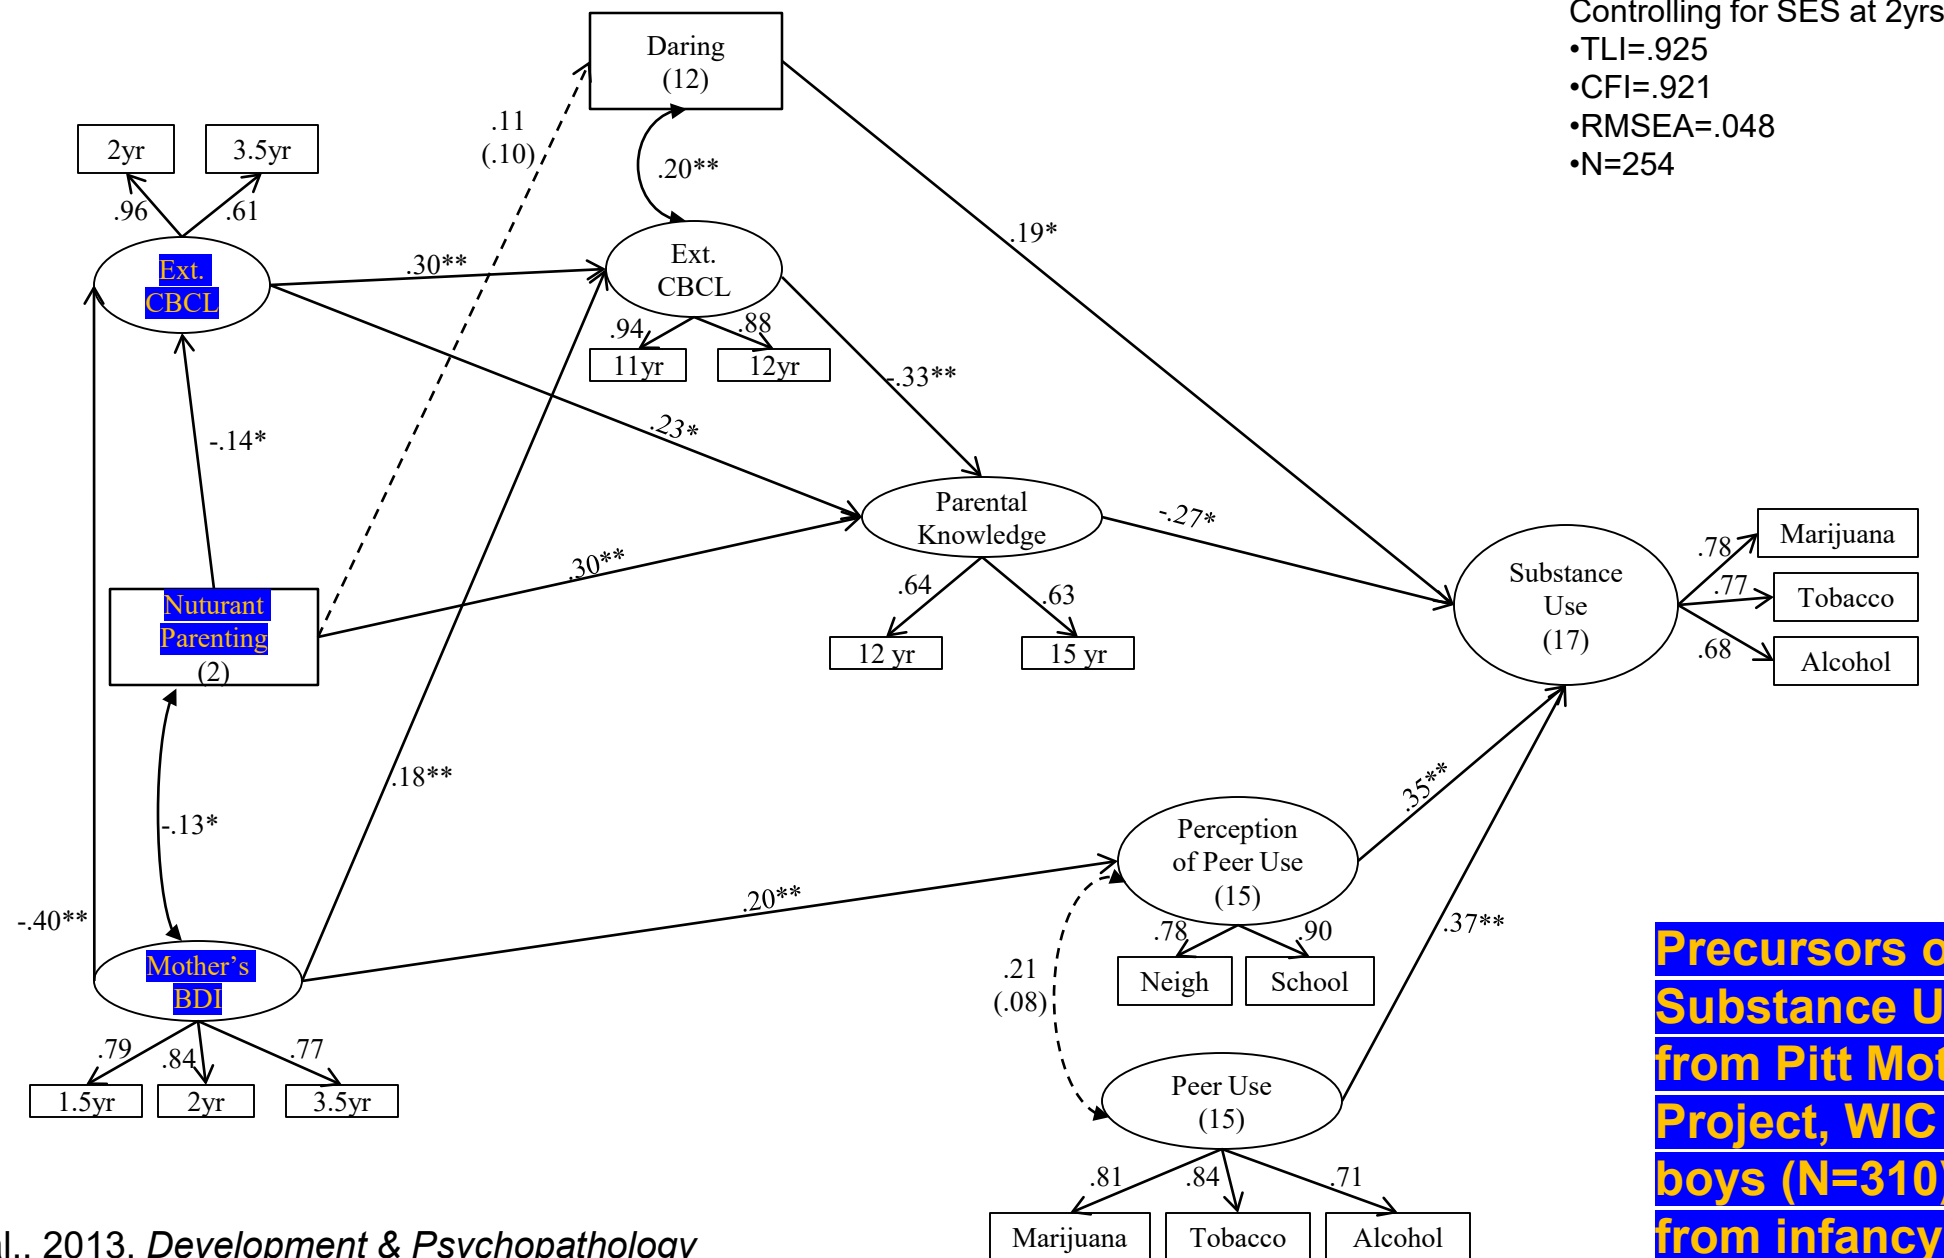 Controlling for SES at 2yrs
•TLI=.925
•CFI=.921
•RMSEA=.048
•N=254
Daring
(12)
.11
(.10)
.20**
.19*
2yr
3.5yr
.96
.61
Ext.
CBCL
.30**
Ext.
CBCL
.94
.88
11yr
12yr
-.33**
.23*
-.14*
Parental
Knowledge
-.27*
.30**
.64
.63
12 yr
15 yr
Nuturant
Parenting
(2)
Substance
Use
(17)
.78
.77
.68
Marijuana
Tobacco
Alcohol
-.13*
.18**
-.40**
.20**
Mother's
BDI
.79
.84
.77
1.5yr
2yr
3.5yr
Perception
of Peer Use
(15)
.35**
.37**
.78
.90
Neigh
School
.21
(.08)
Peer Use
(15)
.81
.84
.71
Marijuana
Tobacco
Alcohol
Precursors
Substance
from Pitt
Project, WIC
boys (N=310)
from infancy
2013, Development & Psychopathology